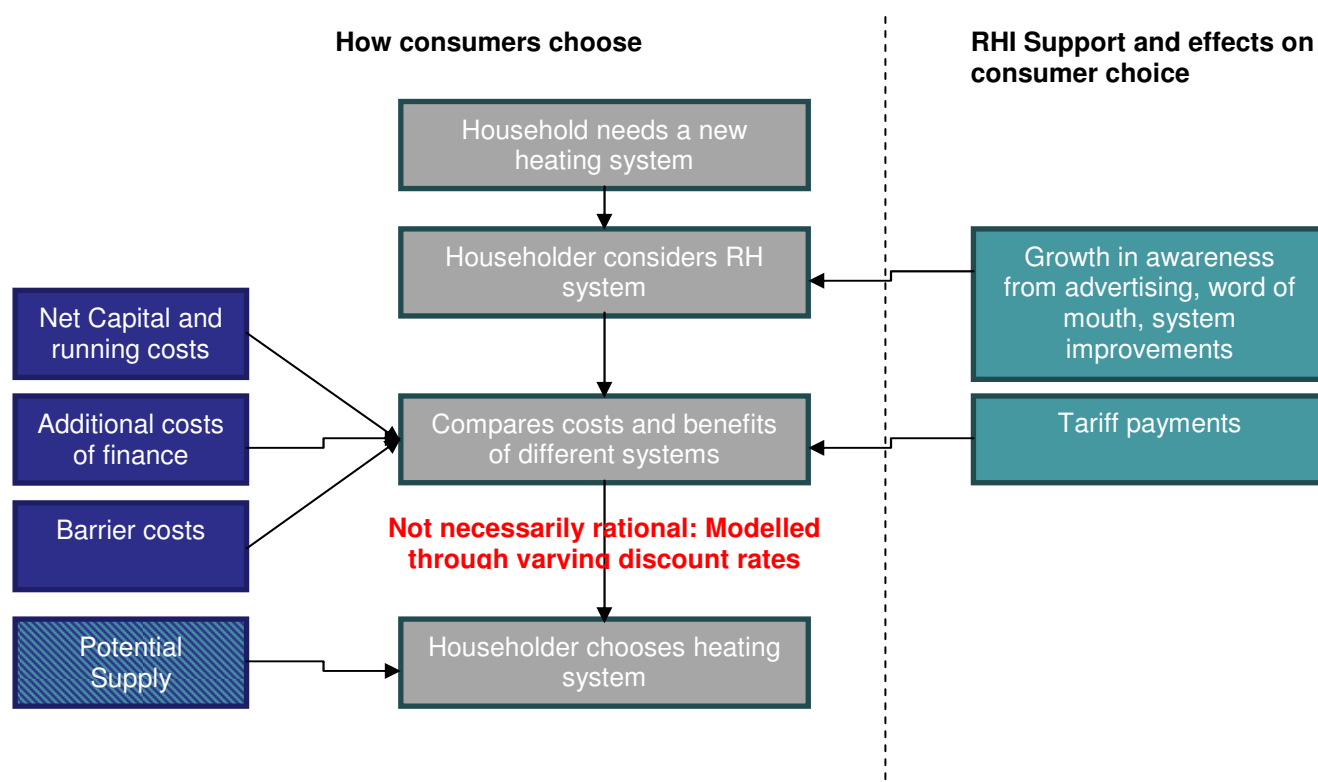 How consumers choose
RHI Support and effects on
consumer choice
Household needs a new
heating system
Householder considers RH
system
Growth in awareness
from advertising, word of
mouth, system
improvements
Net Capital and
running costs
Additional costs
of finance
Compares costs and benefits
of different systems
Tariff payments
Barrier costs
Not necessarily rational: Modelled
through varying discount rates
Potential
Supply
Householder chooses heating
system